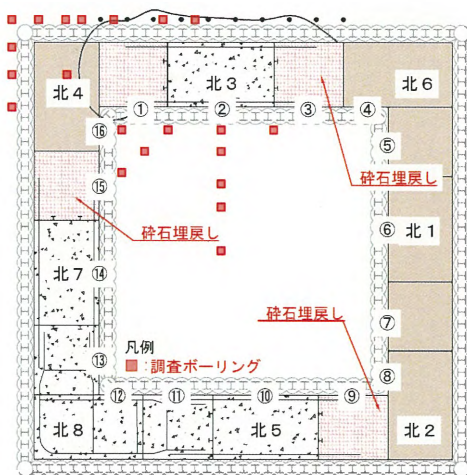 北3
北6
北4
①
②
③
④
⑯
⑤
砕石埋戻し
⑮
砕石埋戻し
⑥
北1
北7
⑭
砕石埋戻し
⑦
凡例
調査ボーリング
⑬
⑧
⑫
⑪
⑩
⑨
北8
北5
北2